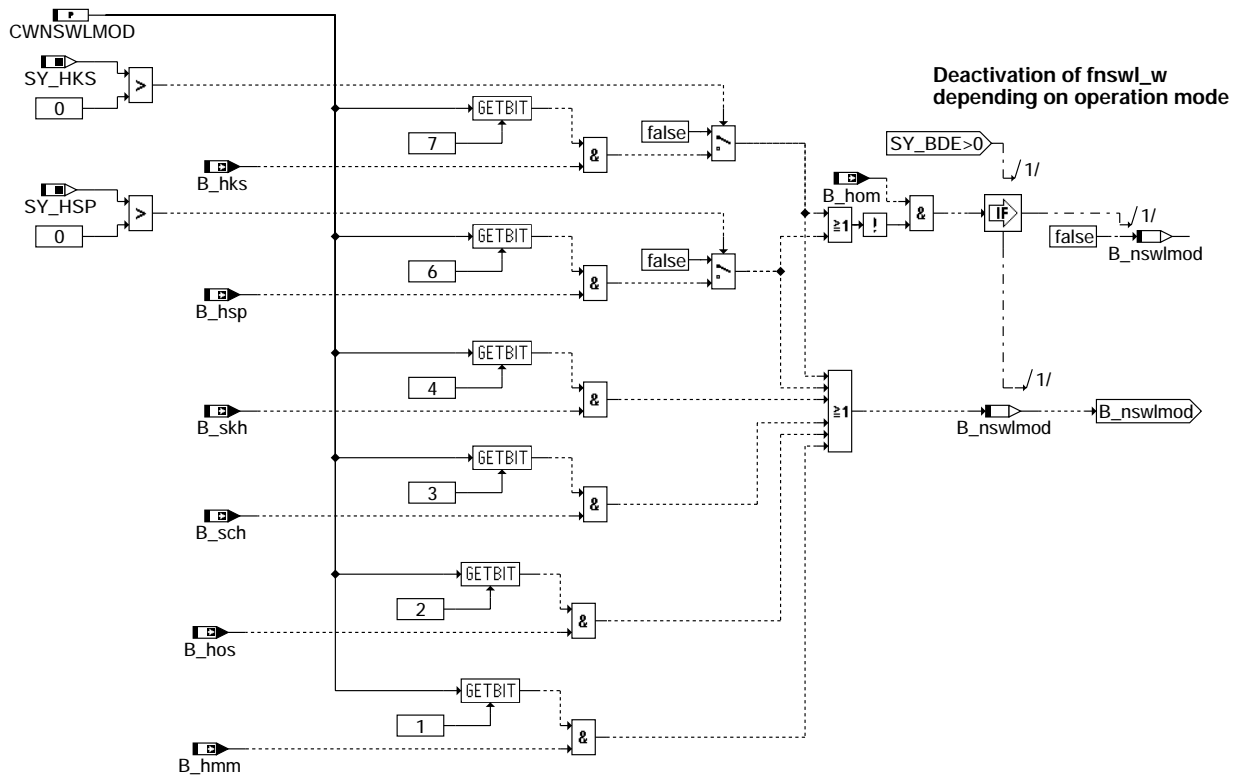 P
CWNSWLMOD
SY_HKS
0
>
GETBIT
7
&
false
B_hks
Deactivation of fnswl_w
depending on operation mode
SY_BDE>0
1/
SY_HSP
0
>
B_hom
&
IF
1/
≥1
!
false
B_nswlmod
GETBIT
6
&
false
B_hsp
GETBIT
4
&
B_skh
1/
≥1
B_nswlmod
B_nswlmod
GETBIT
3
&
B_sch
GETBIT
2
&
B_hos
GETBIT
1
&
B_hmm